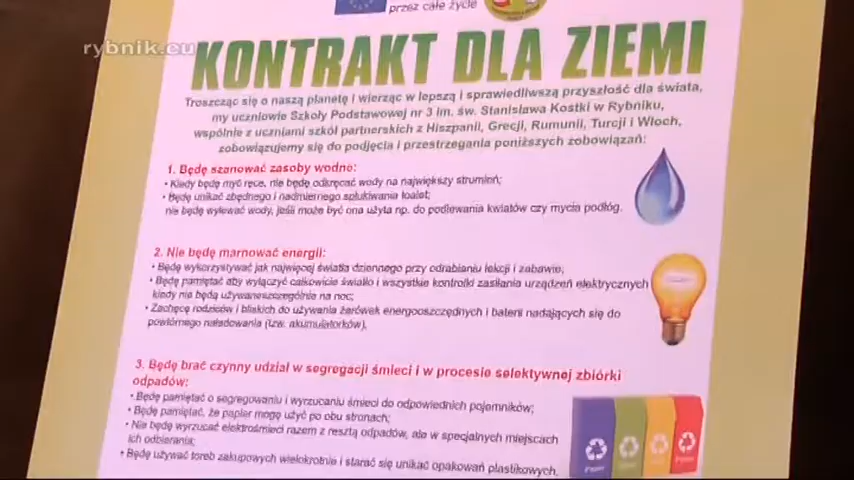 przez całe życie
rybnik.eu
KONTRAKT DLA ZIEMI
Troszcząc się o naszą planetę i wierząc w lepszą i sprawiedliwszą przyszłość dla świata,
my uczniowie Szkoły Podstawowej nr 3 im. św. Stanisława Kostki w Rybniku,
wspólnie z uczniami szkół partnerskich z Hiszpanii, Grecji, Rumunii, Turcji i Włoch,
zobowiązujemy się do podjęcia i przestrzegania poniższych zobowiązań:
1. Będę szanować zasoby wodne:
• Kiedy będę myć ręce, nie będę odkręcać wody na największy strumień;
• Będę unikać zbędnego i nadmiernego spłukiwania toalet;
nie będę wylewać wody, jeśli może być ona użyta np. do podlewania kwiatów czy mycia podłóg.
2. Nie będę marnować energii:
• Będę wykorzystywać jak najwięcej światła dziennego przy odrabianiu lekcji i zabawie;
• Będę pamiętać aby wyłączyć całkowicie światło i wszystkie kontrolki zasilania urządzeń elektrycznych
kiedy nie będą używaneszczególnie na noc;
• Zachęcę rodziców i bliskich do używania żarówek energooszczędnych i baterii nadających się do
powtórnego naładowania (tzw. akumulatorków).
3. Będę brać czynny udział w segregacji śmieci i w procesie selektywnej zbiórki
odpadów:
• Będę pamiętać o segregowaniu i wyrzucaniu śmieci do odpowiednich pojemników;
• Będę pamiętać, że papier mogę użyć po obu stronach;
• Nie będę wyrzucać elektrośmieci razem z resztą odpadów, ale w specjalnych miejscach
ich odbierania;
• Będę używać toreb zakupowych wielokrotnie i starać się unikać opakowań plastikowych.